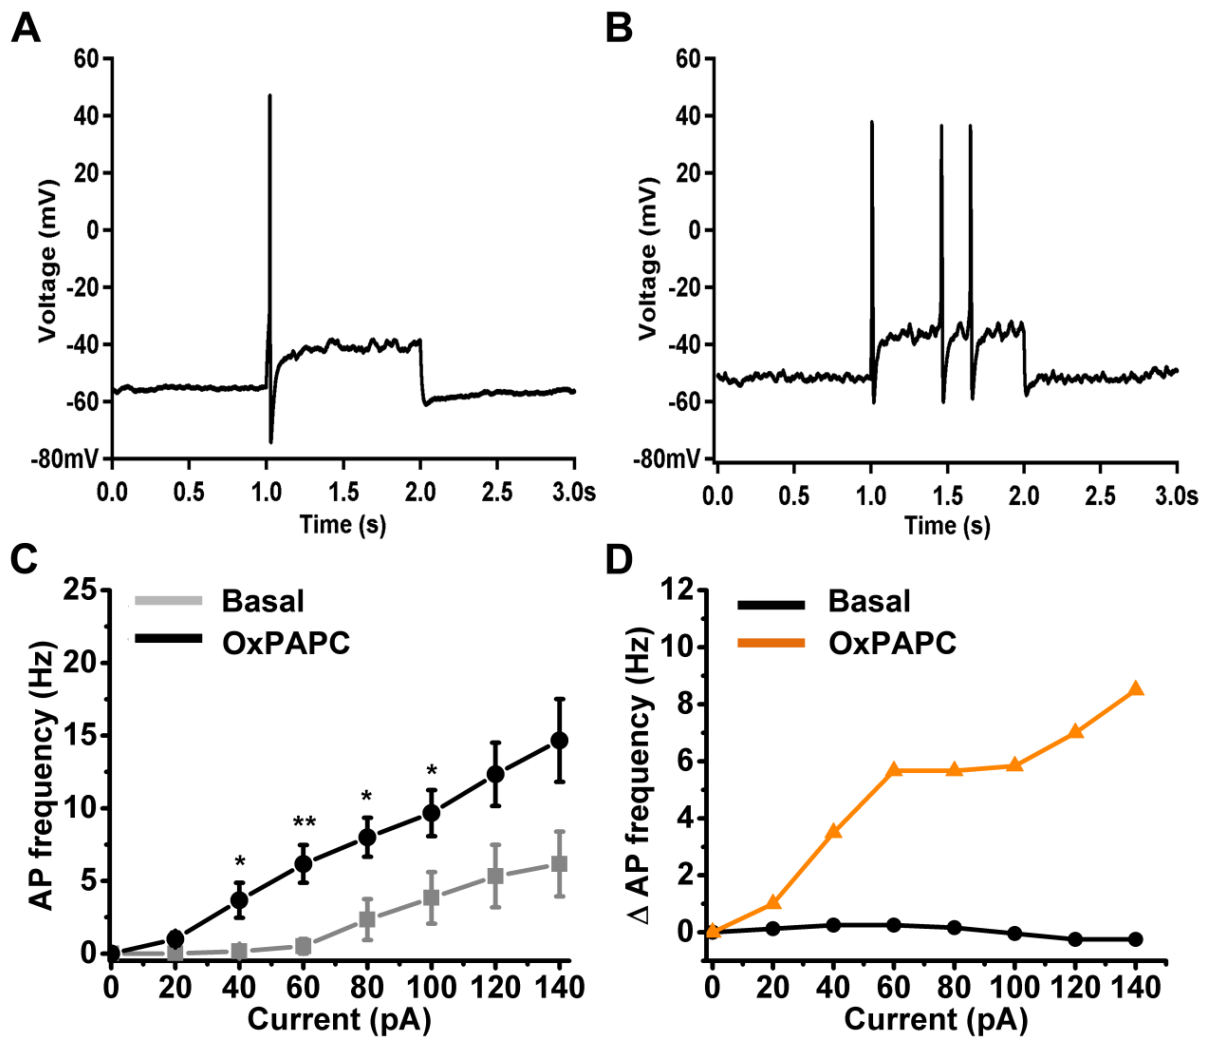 A
B
60
40
20
0
-20
-40
-60
-80mV
Voltage (mV)
0.0 0.5 1.0 1.5 2.0 2.5 3.0s
Time (s)
60
40
20
0
-20
-40
-60
-80mV
Voltage (mV)
0.0 0.5 1.0 1.5 2.0 2.5 3.0s
Time (s)
C
D
25
20
15
10
5
0
AP frequency (Hz)
Basal
OxPAPC
* ** * *
0 20 40 60 80 100 120 140
Current (pA)
12
10
8
6
4
2
0
Δ AP frequency (Hz)
Basal
OxPAPC
0 20 40 60 80 100 120 140
Current (pA)